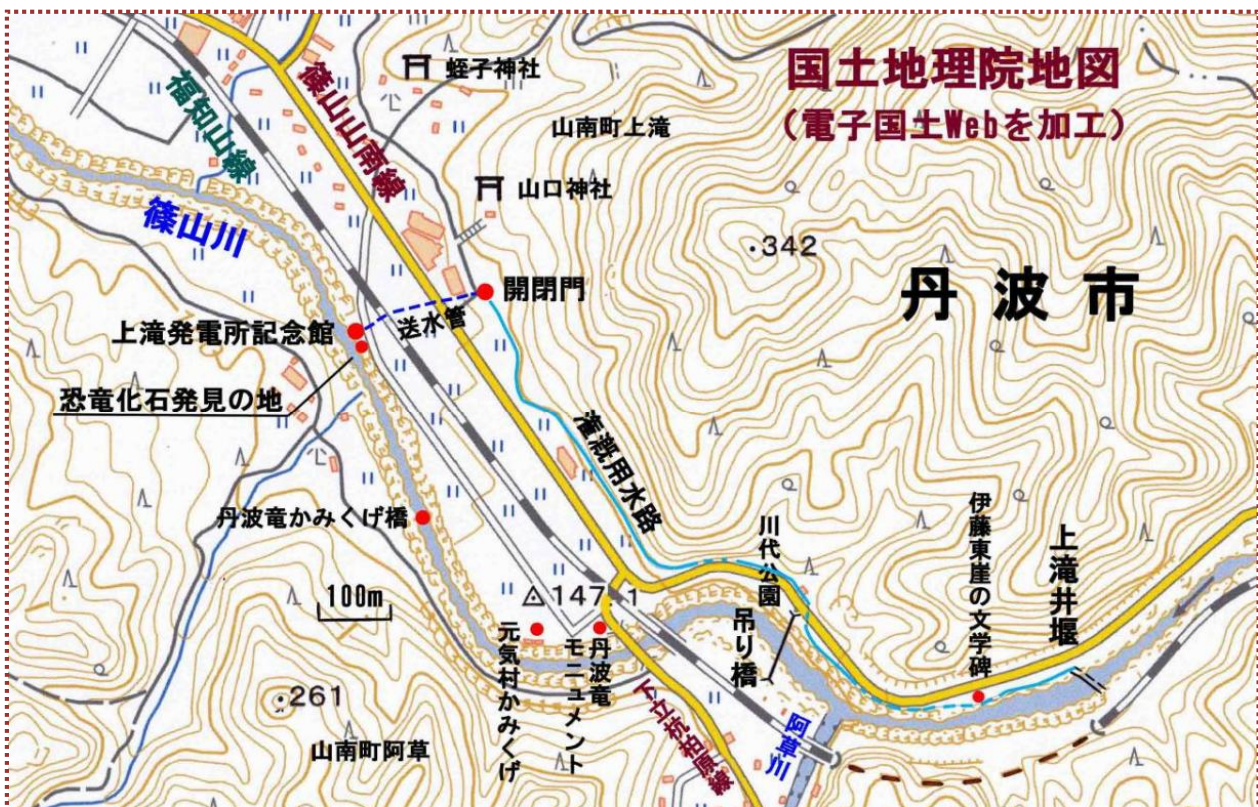 国土地理院地図
(電子国土Webを加工)
蛭子神社
山南町上滝
山口神社
福知山線
篠山山南線
篠山川
・342
丹波市
開閉門
送水管
上滝発電所記念館
恐竜化石発見の地
灌漑用水路
丹波竜かみくげ橋
川代公園
伊藤東崖の文学碑
上滝井堰
100m
147.1
吊り橋
元気村かみくげ
丹波竜
モニュメント
261
山南町阿草
下立杭柏原線
阿草川